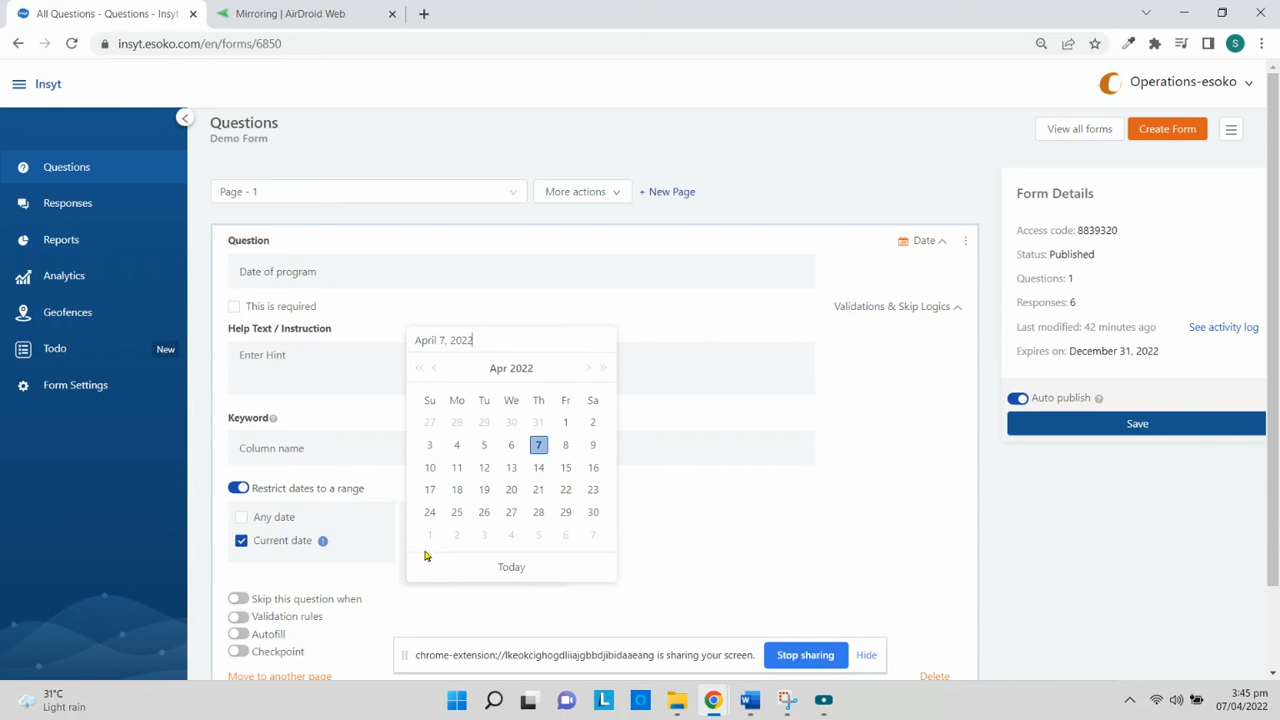 All Questions - Questions - Insyt
Mirroring | AirDroid Web
insyt.esoko.com/en/forms/6850
S
Insyt
Operations-esoko
Questions
Demo Form
View all forms
Create Form
Questions
Responses
Reports
Analytics
Geofences
Todo
New
Form Settings
Page - 1
More actions
+ New Page
Question
Date
Date of program
This is required
Validations & Skip Logics
Help Text / Instruction
Enter Hint
Keyword
Column name
Restrict dates to a range
Any date
Current date
Skip this question when
Validation rules
Autofill
Checkpoint
Move to another page
Delete
April 7, 2022
Apr 2022
Su Mo Tu We Th Fr Sa
27 28 29 30 31 1 2
3 4 5 6 7 8 9
10 11 12 13 14 15 16
17 18 19 20 21 22 23
24 25 26 27 28 29 30
1 2 3 4 5 6 7
Today
Form Details
Access code: 8839320
Status: Published
Questions: 1
Responses: 6
Last modified: 42 minutes ago
See activity log
Expires on: December 31, 2022
Auto publish
Save
chrome-extension://lkeokcighogdliiajgbbdjibidaaeang is sharing your screen.
Stop sharing
Hide
31°C
Light rain
3:45 pm
07/04/2022